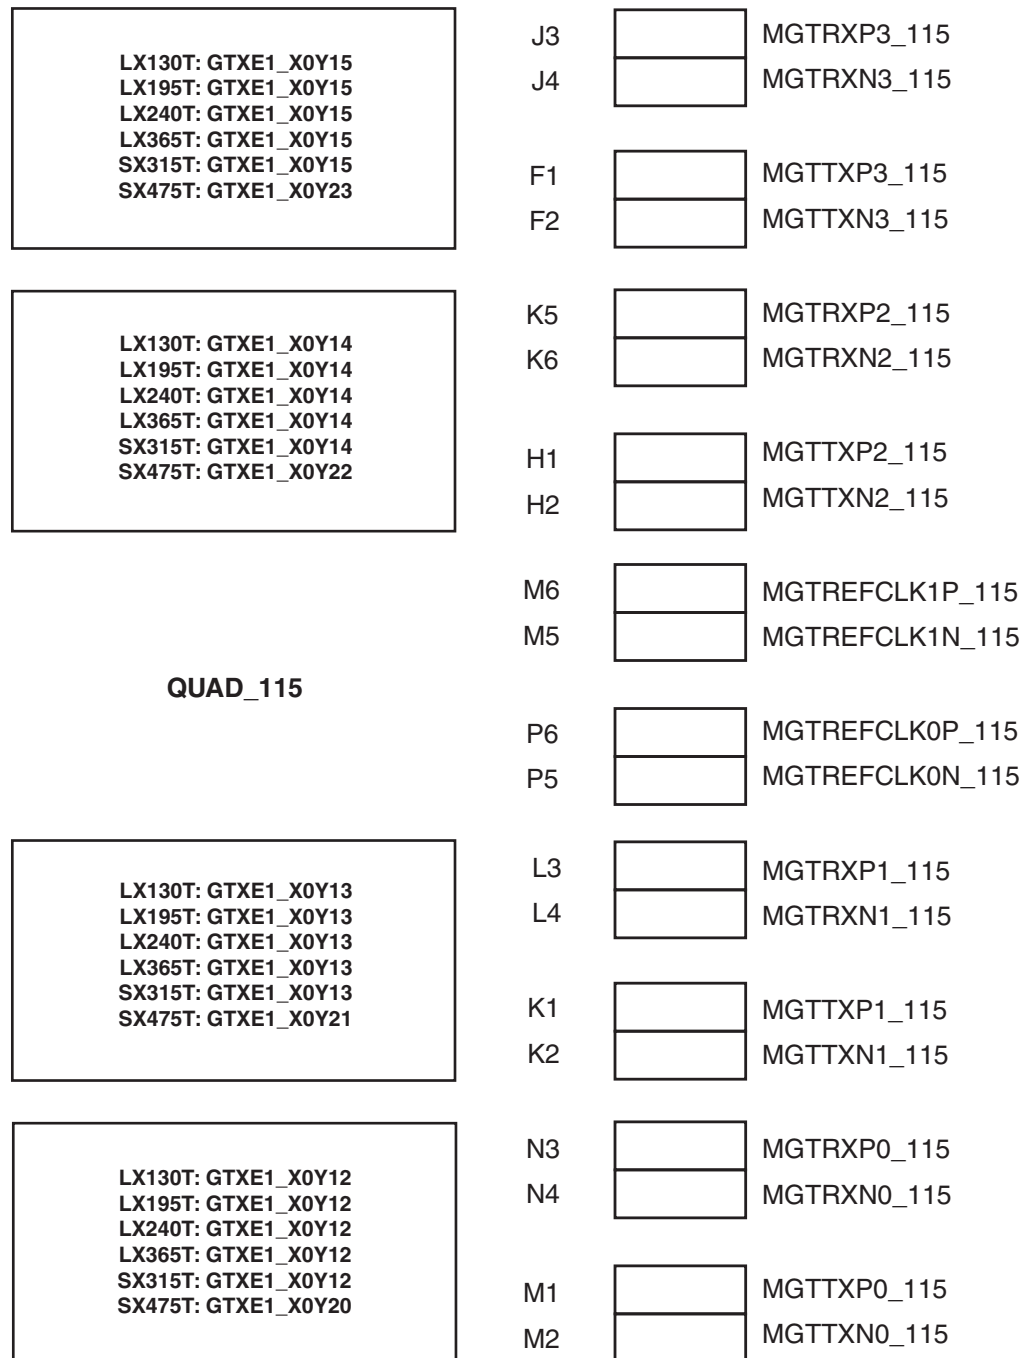 LX130T: GTXE1_X0Y15
LX195T: GTXE1_X0Y15
LX240T: GTXE1_X0Y15
LX365T: GTXE1_X0Y15
SX315T: GTXE1_X0Y15
SX475T: GTXE1_X0Y23
J3 MGTRXP3_115
J4 MGTRXN3_115
F1 MGTTXP3_115
F2 MGTTXN3_115
LX130T: GTXE1_X0Y14
LX195T: GTXE1_X0Y14
LX240T: GTXE1_X0Y14
LX365T: GTXE1_X0Y14
SX315T: GTXE1_X0Y14
SX475T: GTXE1_X0Y22
K5 MGTRXP2_115
K6 MGTRXN2_115
H1 MGTTXP2_115
H2 MGTTXN2_115
QUAD_115
M6 MGTREFCLK1P_115
M5 MGTREFCLK1N_115
P6 MGTREFCLK0P_115
P5 MGTREFCLK0N_115
LX130T: GTXE1_X0Y13
LX195T: GTXE1_X0Y13
LX240T: GTXE1_X0Y13
LX365T: GTXE1_X0Y13
SX315T: GTXE1_X0Y13
SX475T: GTXE1_X0Y21
L3 MGTRXP1_115
L4 MGTRXN1_115
K1 MGTTXP1_115
K2 MGTTXN1_115
LX130T: GTXE1_X0Y12
LX195T: GTXE1_X0Y12
LX240T: GTXE1_X0Y12
LX365T: GTXE1_X0Y12
SX315T: GTXE1_X0Y12
SX475T: GTXE1_X0Y20
N3 MGTRXP0_115
N4 MGTRXN0_115
M1 MGTTXP0_115
M2 MGTTXN0_115